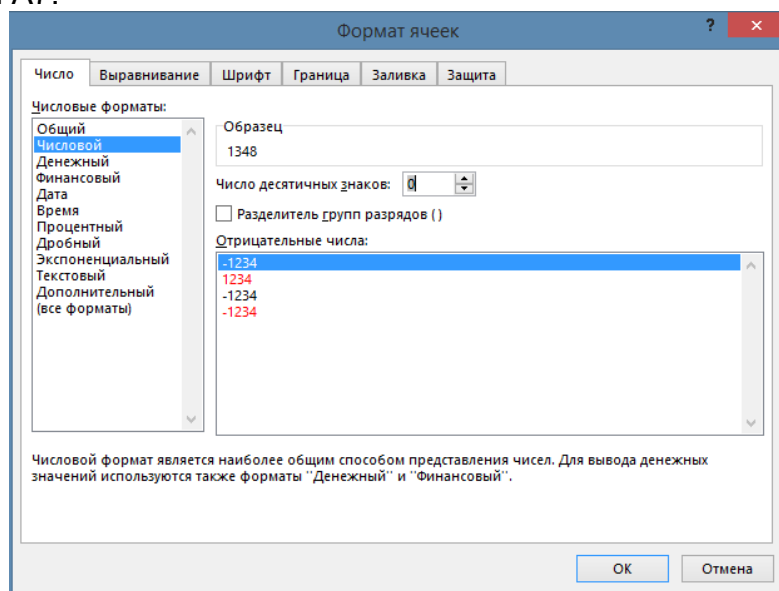 Формат ячеек
?
×
Число Выравнивание Шрифт Граница Заливка Защита
Числовые форматы:
Общий
Числовой
Денежный
Финансовый
Дата
Время
Процентный
Дробный
Экспоненциальный
Текстовый
Дополнительный
(все форматы)
Образец
1348
Число десятичных знаков: 0
Разделитель групп разрядов ( )
Отрицательные числа:
-1234
1234
-1234
-1234
Числовой формат является наиболее общим способом представления чисел. Для вывода денежных
значений используются также форматы "Денежный" и "Финансовый".
ОК
Отмена